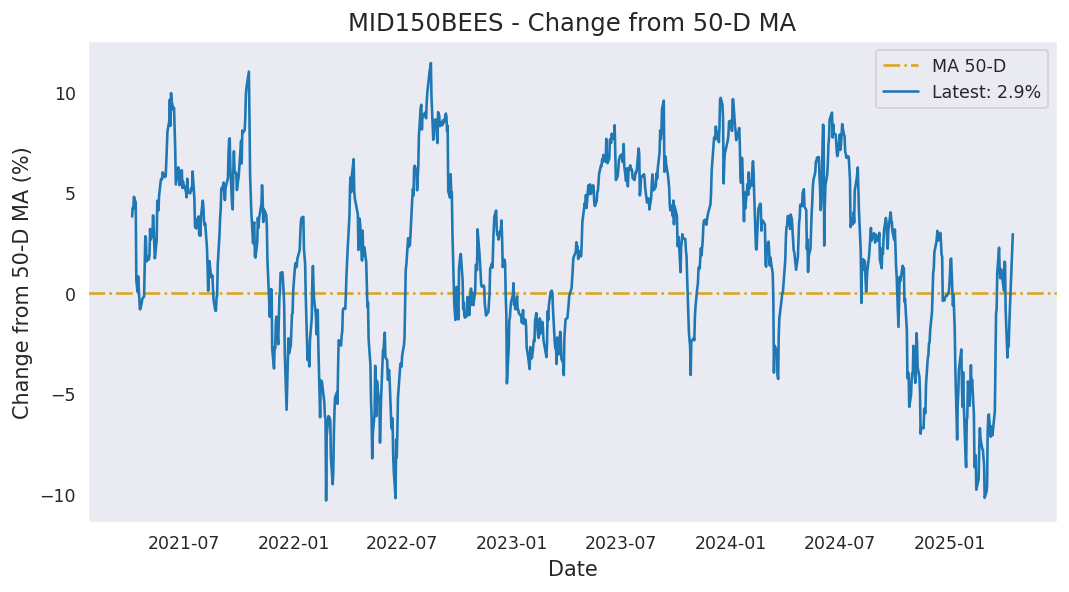 MID150BEES - Change from 50-D MA
MA 50-D
Latest: 2.9%
Change from 50-D MA (%)
10
5
0
−5
−10
2021-07
2022-01
2022-07
2023-01
2023-07
2024-01
2024-07
2025-01
Date